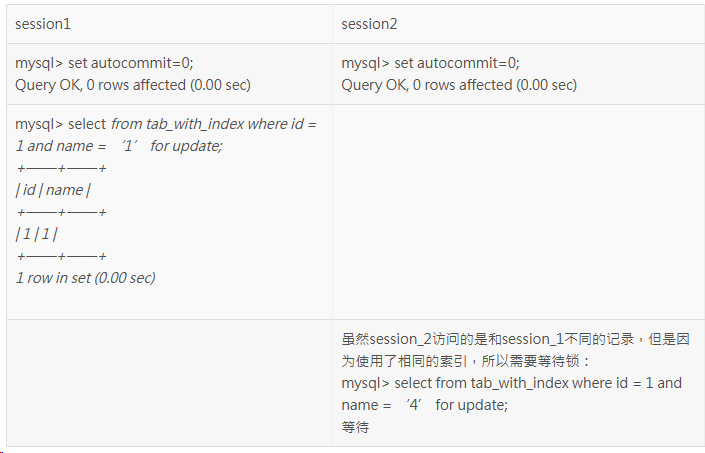 session1
session2
mysql> set autocommit=0;
Query OK, 0 rows affected (0.00 sec)
mysql> set autocommit=0;
Query OK, 0 rows affected (0.00 sec)
mysql> select from tab_with_index where id =
1 and name = ‘1’ for update;
+——+——+
| id | name |
+——+——+
| 1 | 1 |
+——+——+
1 row in set (0.00 sec)
虽然session_2访问的是和session_1不同的记录，但是因
为使用了相同的索引，所以需要等待锁：
mysql> select from tab_with_index where id = 1 and
name = ‘4’ for update;
等待